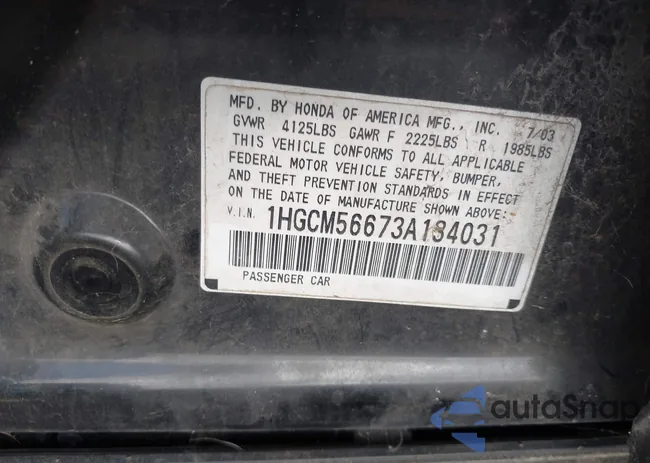 MFD. BY HONDA OF AMERICA MFG., INC. 7/03
GVWR 4125LBS GAWR F 2225LBS R 1985LBS
THIS VEHICLE CONFORMS TO ALL APPLICABLE
FEDERAL MOTOR VEHICLE SAFETY, BUMPER,
AND THEFT PREVENTION STANDARDS IN EFFECT
ON THE DATE OF MANUFACTURE SHOWN ABOVE:
V.I.N. 1HGCM56673A184031
PASSENGER CAR
autoSnap